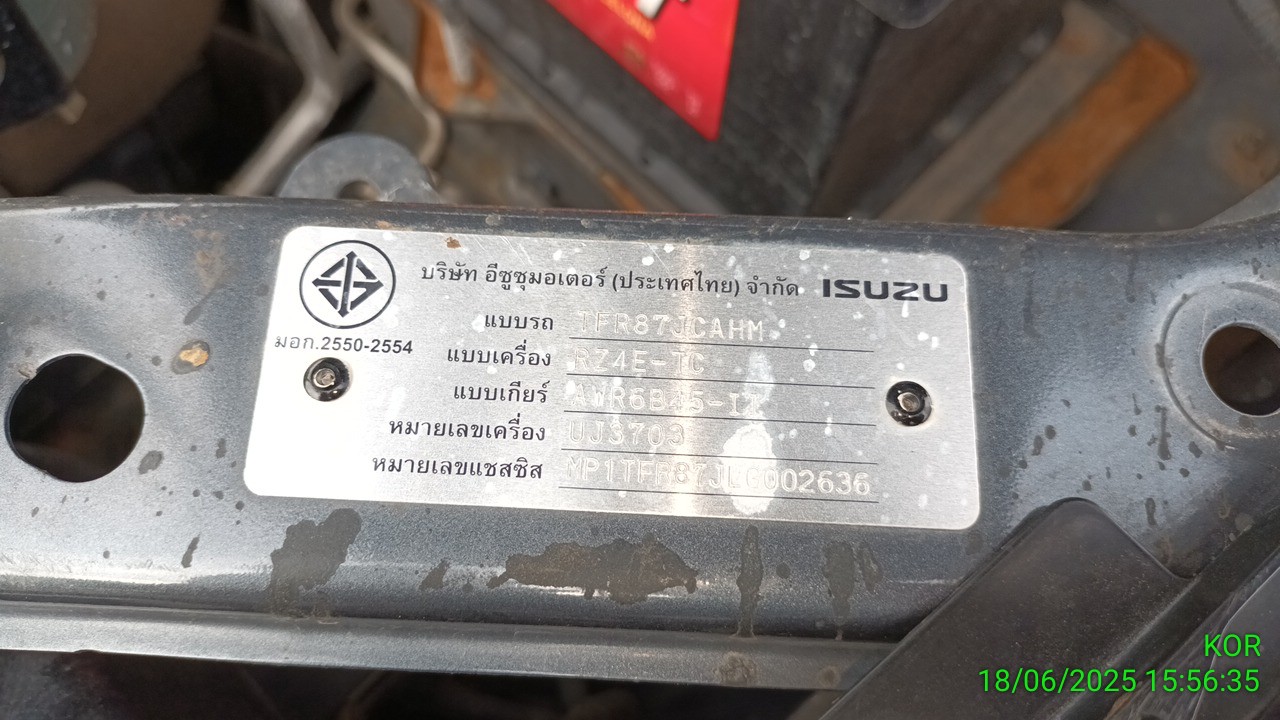 บริษัท อีซูซุมอเตอร์ (ประเทศไทย) จำกัด ISUZU
มอก.2550-2554
แบบรถ TFR87JCAHM
แบบเครื่อง RZ4E-TC
แบบเกียร์
หมายเลขเครื่อง UJ3703
หมายเลขแชสซิส
KOR
18/06/2025 15:56:35